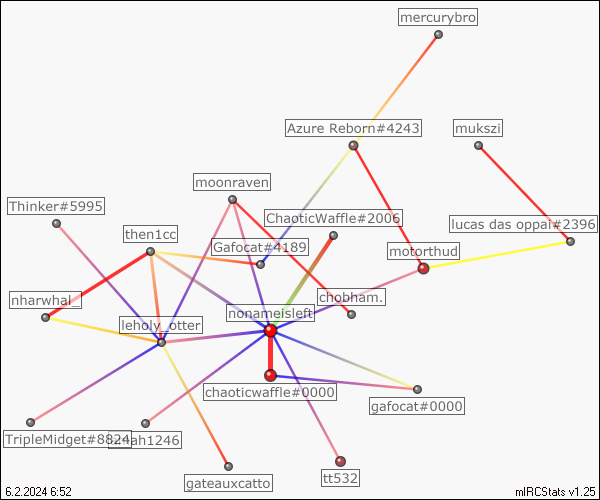 mercurybro
Azure Reborn#4243
mukszi
moonraven
Thinker#5995
ChaoticWaffle#2006
lucas das oppai#2396
then1cc
Gafocat#4189
motorthud
nharwhal_
chobham.
nonameisleft
leholy_otter
chaoticwaffle#0000
gafocat#0000
TripleMidget#8824
ah1246
tt532
gateauxcatto
6.2.2024 6:52
mIRCStats v1.25